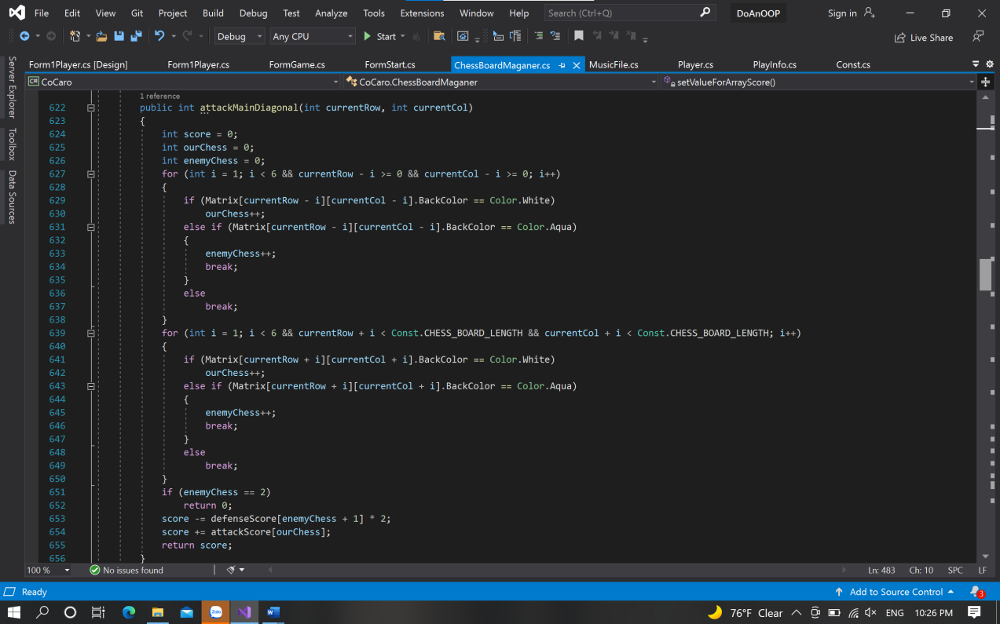 File Edit View Git Project Build Debug Test Analyze Tools Extensions Window Help Search (Ctrl+Q) DoAnOOP Sign in
Debug Any CPU Start Live Share
Form1Player.cs [Design] Form1Player.cs FormGame.cs FormStart.cs ChessBoardMaganer.cs MusicFile.cs Player.cs PlayInfo.cs Const.cs
C# CoCaro CoCaro.ChessBoardMaganer setValueForArrayScore()
Server Explorer
Toolbox
Data Sources
1 reference
622 public int attackMainDiagonal(int currentRow, int currentCol)
623 {
624 int score = 0;
625 int ourChess = 0;
626 int enemyChess = 0;
627 for (int i = 1; i < 6 && currentRow - i >= 0 && currentCol - i >= 0; i++)
628 {
629 if (Matrix[currentRow - i][currentCol - i].BackColor == Color.White)
630 ourChess++;
631 else if (Matrix[currentRow - i][currentCol - i].BackColor == Color.Aqua)
632 {
633 enemyChess++;
634 break;
635 }
636 else
637 break;
638 }
639 for (int i = 1; i < 6 && currentRow + i < Const.CHESS_BOARD_LENGTH && currentCol + i < Const.CHESS_BOARD_LENGTH; i++)
640 {
641 if (Matrix[currentRow + i][currentCol + i].BackColor == Color.White)
642 ourChess++;
643 else if (Matrix[currentRow + i][currentCol + i].BackColor == Color.Aqua)
644 {
645 enemyChess++;
646 break;
647 }
648 else
649 break;
650 }
651 if (enemyChess == 2)
652 return 0;
653 score -= defenseScore[enemyChess + 1] * 2;
654 score += attackScore[ourChess];
655 return score;
656 }
100 % No issues found Ln: 483 Ch: 10 SPC LF
Ready Add to Source Control 3
Zalo 76°F Clear ENG 10:26 PM